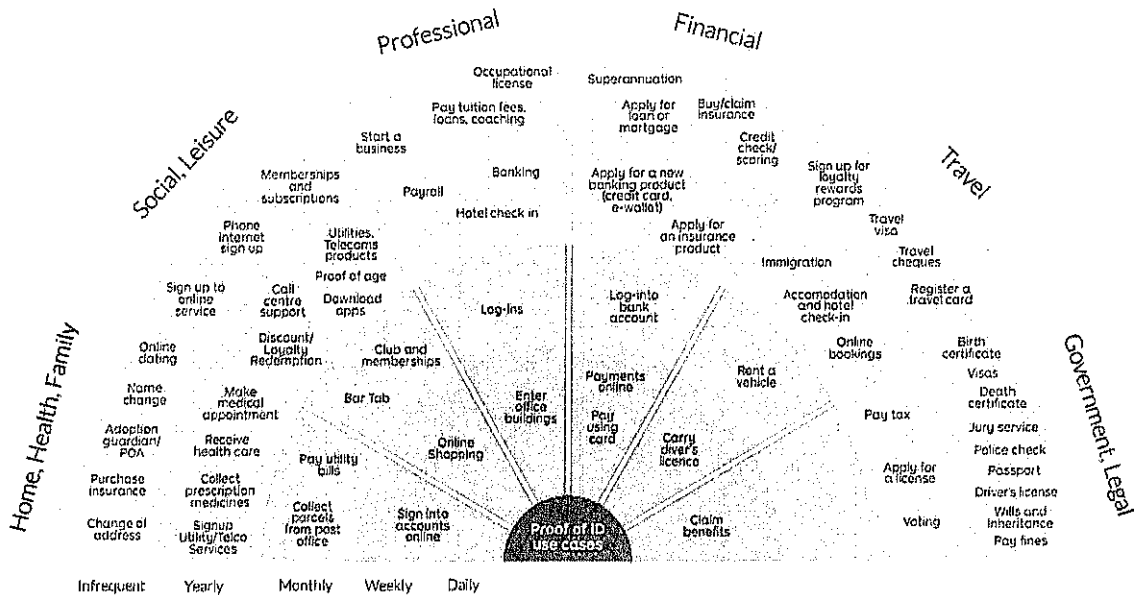 Professional
Financial
Social, Leisure
Travel
Home, Health, Family
Government, Legal
Occupational
license
Pay tuition fees,
loans, coaching
Start a
business
Banking
Payroll
Hotel check in
Log-Ins
Enter
office
buildings
Superannuation
Apply for
loan or
mortgage
Buy/claim
insurance
Credit
check/
scoring
Apply for a new
banking product
(credit card,
e-wallet)
Apply for
an insurance
product
Log-into
bank
account
Payments
online
Pay
using
card
Memberships
and
subscriptions
Phone
Internet
sign up
Utilities,
Telecoms
products
Proof of age
Sign up to
online
service
Call
centre
support
Download
apps
Online
dating
Discount/
Loyalty
Redemption
Club and
memberships
Bar Tab
Online
Shopping
Sign up for
loyalty
rewards
program
Travel
visa
Travel
cheques
Immigration
Register a
travel card
Accomodation
and hotel
check-in
Online
bookings
Rent a
vehicle
Carry
diver's
licence
Name
change
Make
medical
appointment
Adoption
guardian/
POA
Receive
health care
Pay utility
bills
Purchase
insurance
Collect
prescription
medicines
Collect
parcels
from post
office
Change of
address
Signup
Utility/Telco
Services
Sign into
accounts
online
Birth
certificate
Visas
Death
certificate
Pay tax
Jury service
Police check
Apply for
a license
Passport
Driver's license
Voting
Wills and
Inheritance
Pay fines
Claim
benefits
Proof of ID
use cases
Infrequent Yearly Monthly Weekly Daily